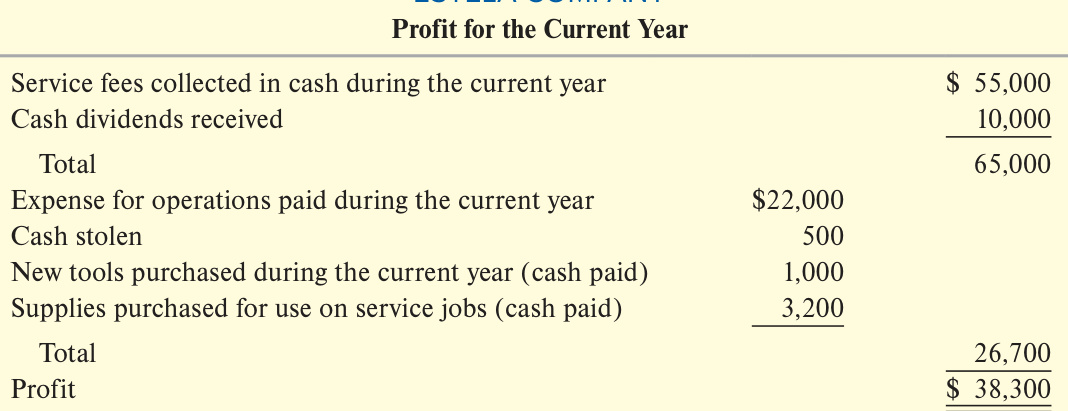 Profit for the Current Year
Service fees collected in cash during the current year $ 55,000
Cash dividends received 10,000
Total 65,000
Expense for operations paid during the current year $22,000
Cash stolen 500
New tools purchased during the current year (cash paid) 1,000
Supplies purchased for use on service jobs (cash paid) 3,200
Total 26,700
Profit $ 38,300